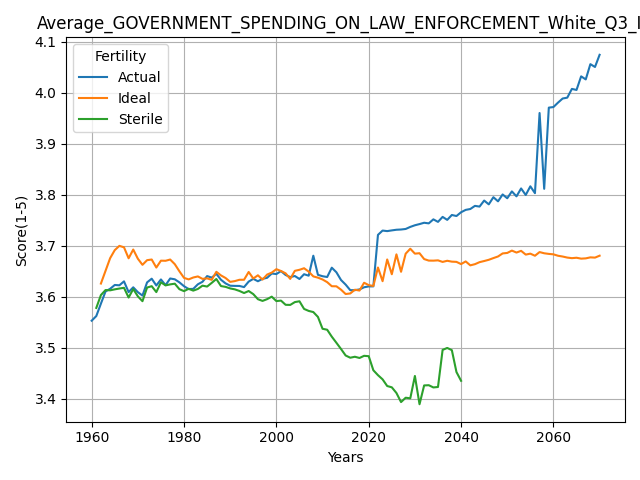 Average_GOVERNMENT_SPENDING_ON_LAW_ENFORCEMENT_White_Q3_I
4.1
4.0
3.9
3.8
3.7
3.6
3.5
3.4
Score(1-5)
Fertility
Actual
Ideal
Sterile
1960 1980 2000 2020 2040 2060
Years